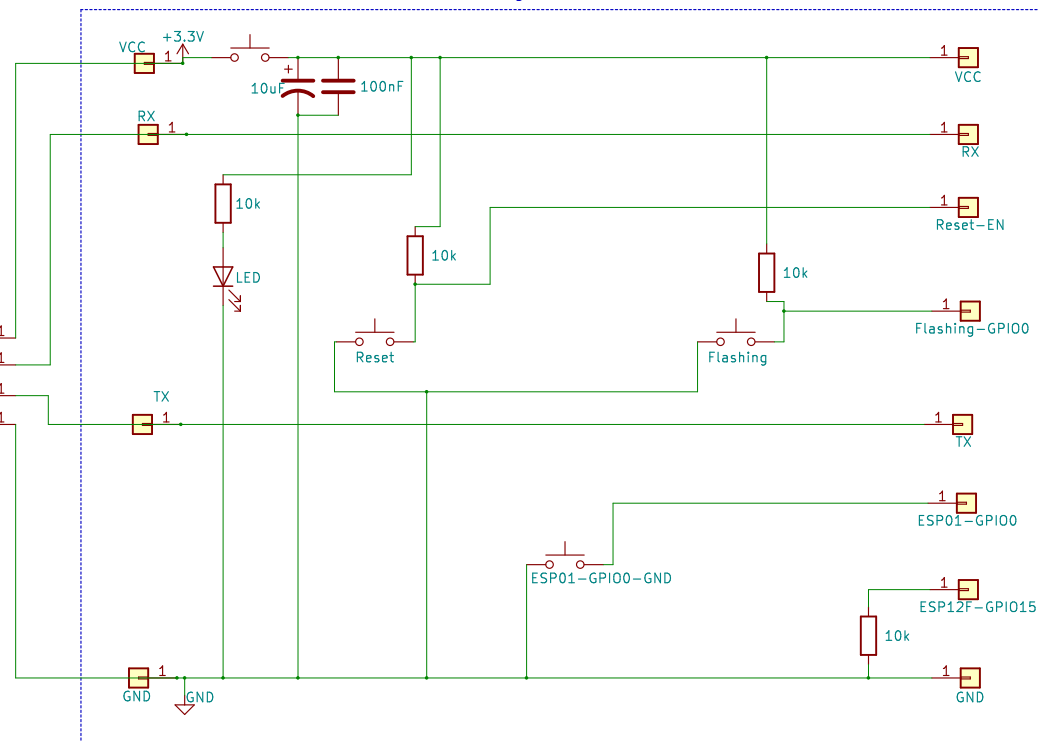 +3.3V
VCC
1
1
VCC
+
10uF
100nF
RX
1
1
RX
10k
1
Reset-EN
10k
10k
LED
1
Flashing-GPIO0
1
Reset
Flashing
1
1
TX
1
1
1
TX
1
ESP01-GPIO0
ESP01-GPIO0-GND
1
ESP12F-GPIO15
10k
1
GND
GND
1
GND